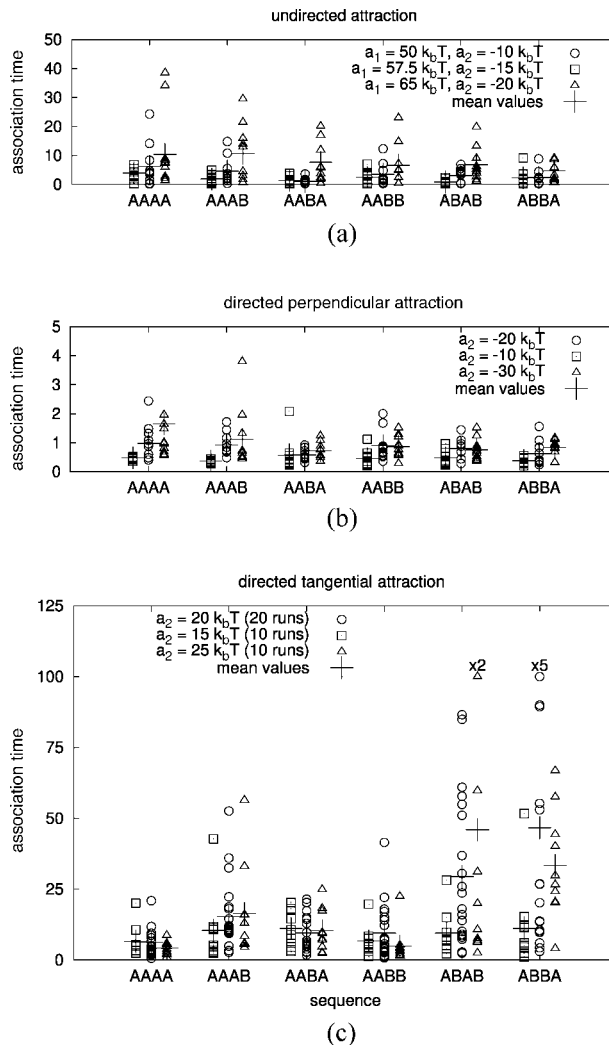 undirected attraction
50
40
30
20
10
0
association time
a1 = 50 kbT, a2 = -10 kbT
a1 = 57.5 kbT, a2 = -15 kbT
a1 = 65 kbT, a2 = -20 kbT
mean values
AAAA AAAB AABA AABB ABAB ABBA
(a)
directed perpendicular attraction
5
4
3
2
1
0
association time
a2 = -20 kbT
a2 = -10 kbT
a2 = -30 kbT
mean values
AAAA AAAB AABA AABB ABAB ABBA
(b)
directed tangential attraction
125
100
75
50
25
0
association time
a2 = 20 kbT (20 runs)
a2 = 15 kbT (10 runs)
a2 = 25 kbT (10 runs)
mean values
x2 x5
AAAA AAAB AABA AABB ABAB ABBA
sequence
(c)